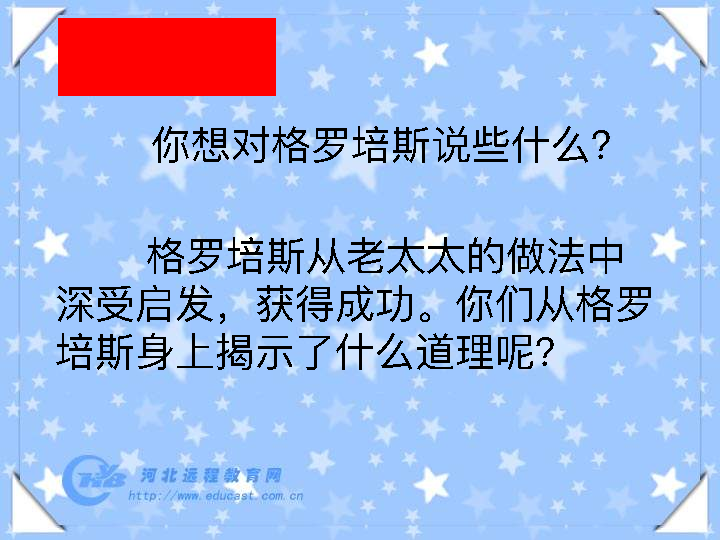 你想对格罗培斯说些什么?
格罗培斯从老太太的做法中
深受启发，获得成功。你们从格罗
培斯身上揭示了什么道理呢?
河北远程教育网
http://www.educast.com.cn